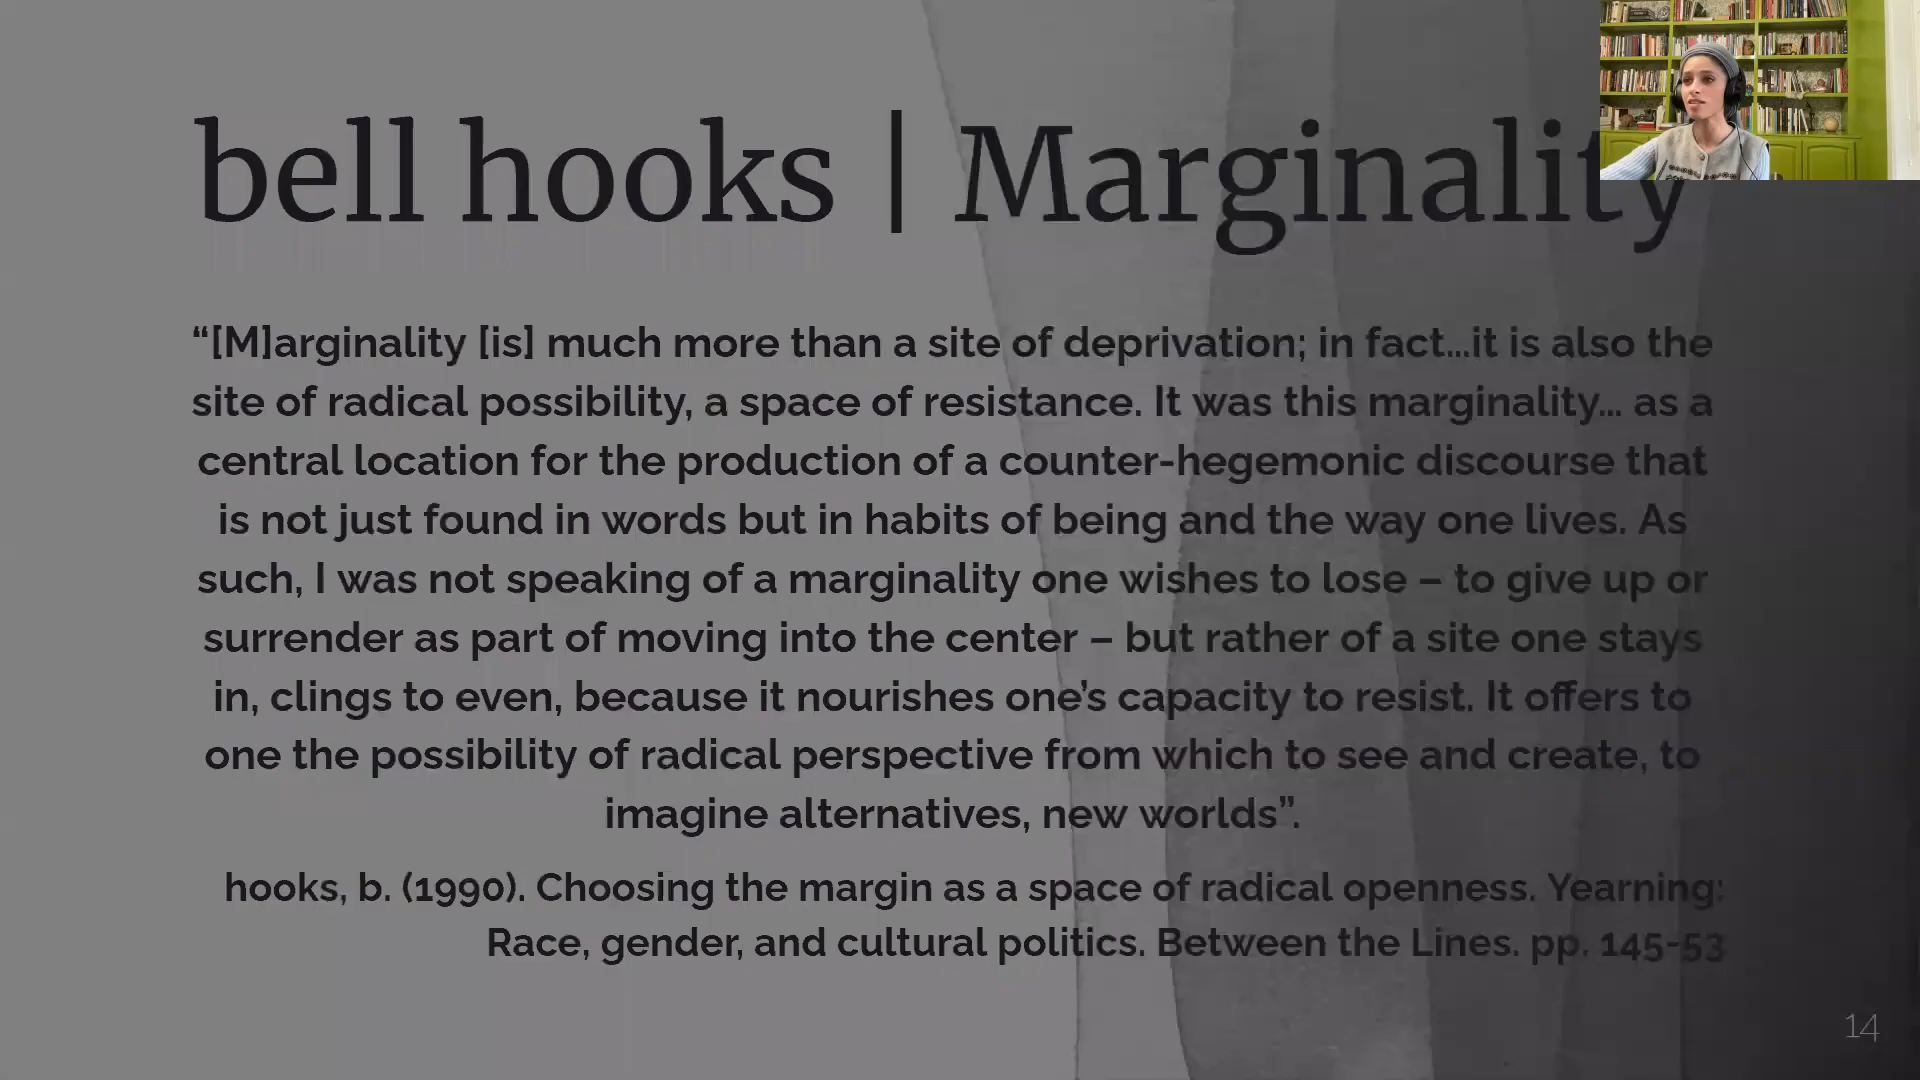 bell hooks | Marginality
“[M]arginality [is] much more than a site of deprivation; in fact...it is also the
site of radical possibility, a space of resistance. It was this marginality... as a
central location for the production of a counter-hegemonic discourse that
is not just found in words but in habits of being and the way one lives. As
such, I was not speaking of a marginality one wishes to lose – to give up or
surrender as part of moving into the center – but rather of a site one stays
in, clings to even, because it nourishes one’s capacity to resist. It offers to
one the possibility of radical perspective from which to see and create, to
imagine alternatives, new worlds”.
hooks, b. (1990). Choosing the margin as a space of radical openness. Yearning:
Race, gender, and cultural politics. Between the Lines. pp. 145-53
14